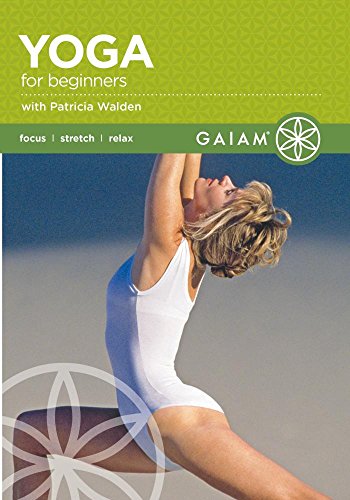 YOGA
for beginners
with Patricia Walden
focus | stretch | relax
GAIAM®